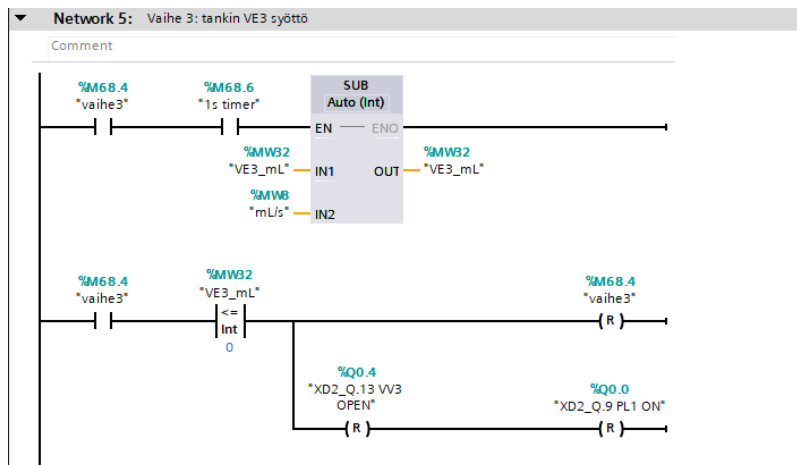 Network 5: Vaihe 3: tankin VE3 syöttö
Comment
%M68.4
"vaihe3"
%M68.6
"1s timer"
SUB
Auto (Int)
EN
ENO
%MW32
"VE3_mL"
IN1
OUT
%MW32
"VE3_mL"
%MW8
"mL/s"
IN2
%M68.4
"vaihe3"
%MW32
"VE3_mL"
<=
Int
0
%M68.4
"vaihe3"
R
%Q0.4
"XD2_Q.13 VV3
OPEN"
R
%Q0.0
"XD2_Q.9 PL1 ON"
R